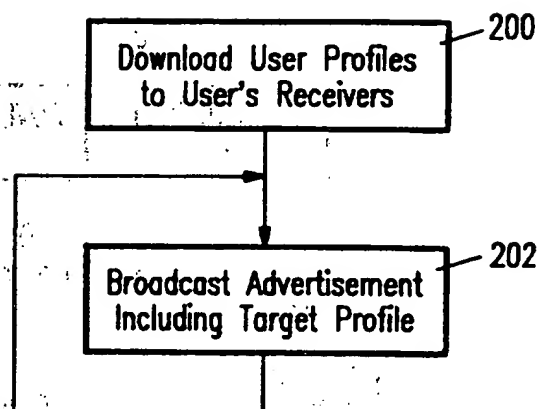 200
Download User Profiles
to User's Receivers
202
Broadcast Advertisement
Including Target Profile